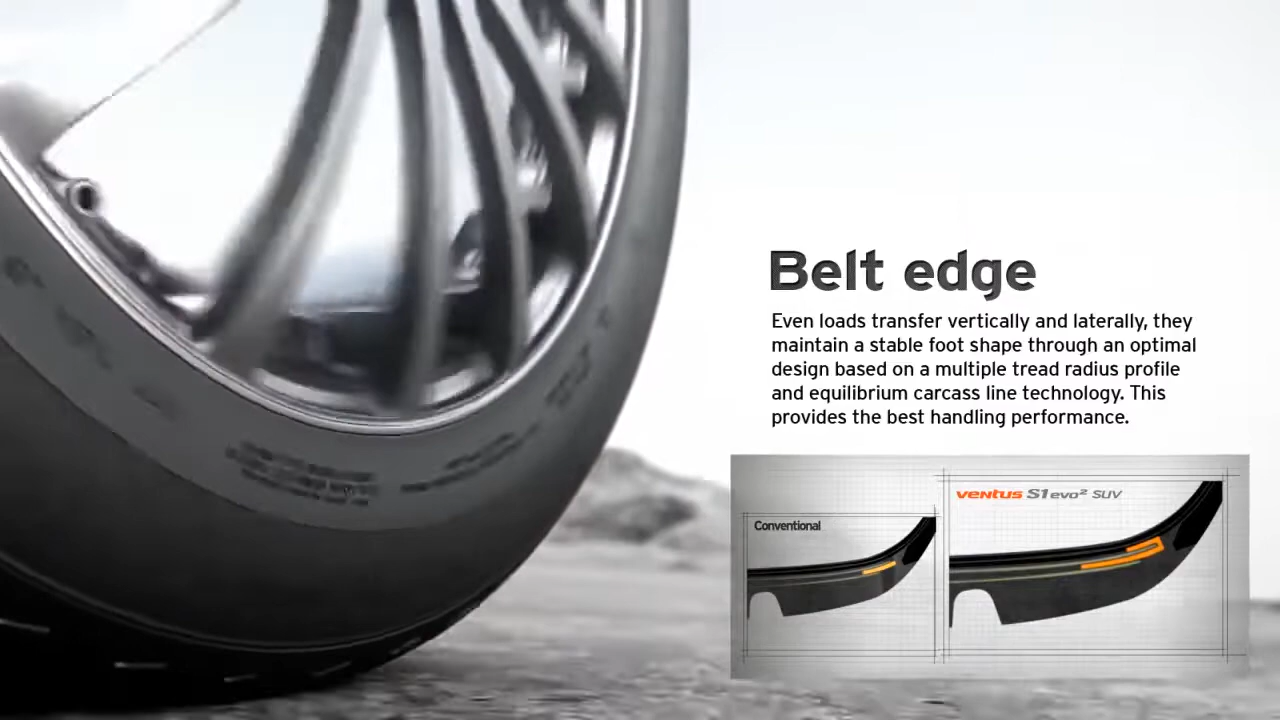 Belt edge
Even loads transfer vertically and laterally, they
maintain a stable foot shape through an optimal
design based on a multiple tread radius profile
and equilibrium carcass line technology. This
provides the best handling performance.
ventus S1 evo² SUV
Conventional